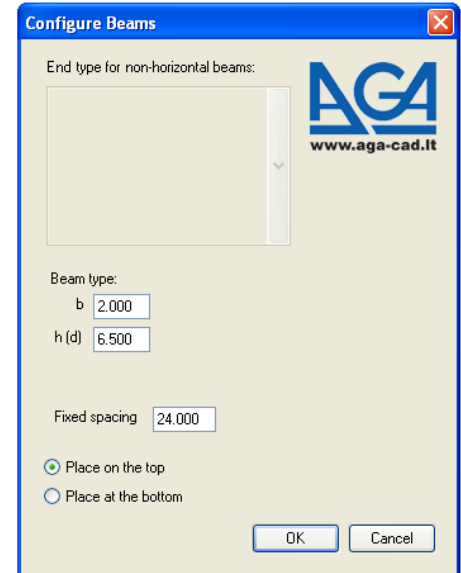 Configure Beams
End type for non-horizontal beams:
AGA
www.aga-cad.lt
Beam type:
b 2.000
h (d) 6.500
Fixed spacing 24.000
Place on the top
Place at the bottom
OK Cancel